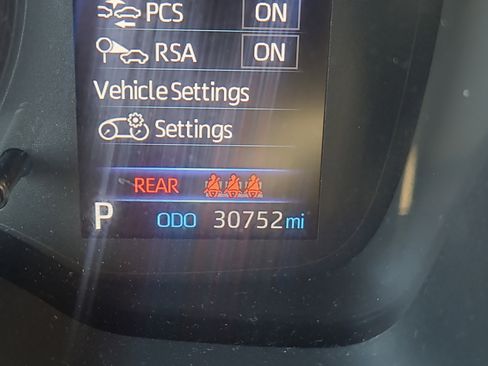 PCS ON
RSA ON
Vehicle Settings
Settings
REAR
P ODO 30752 mi